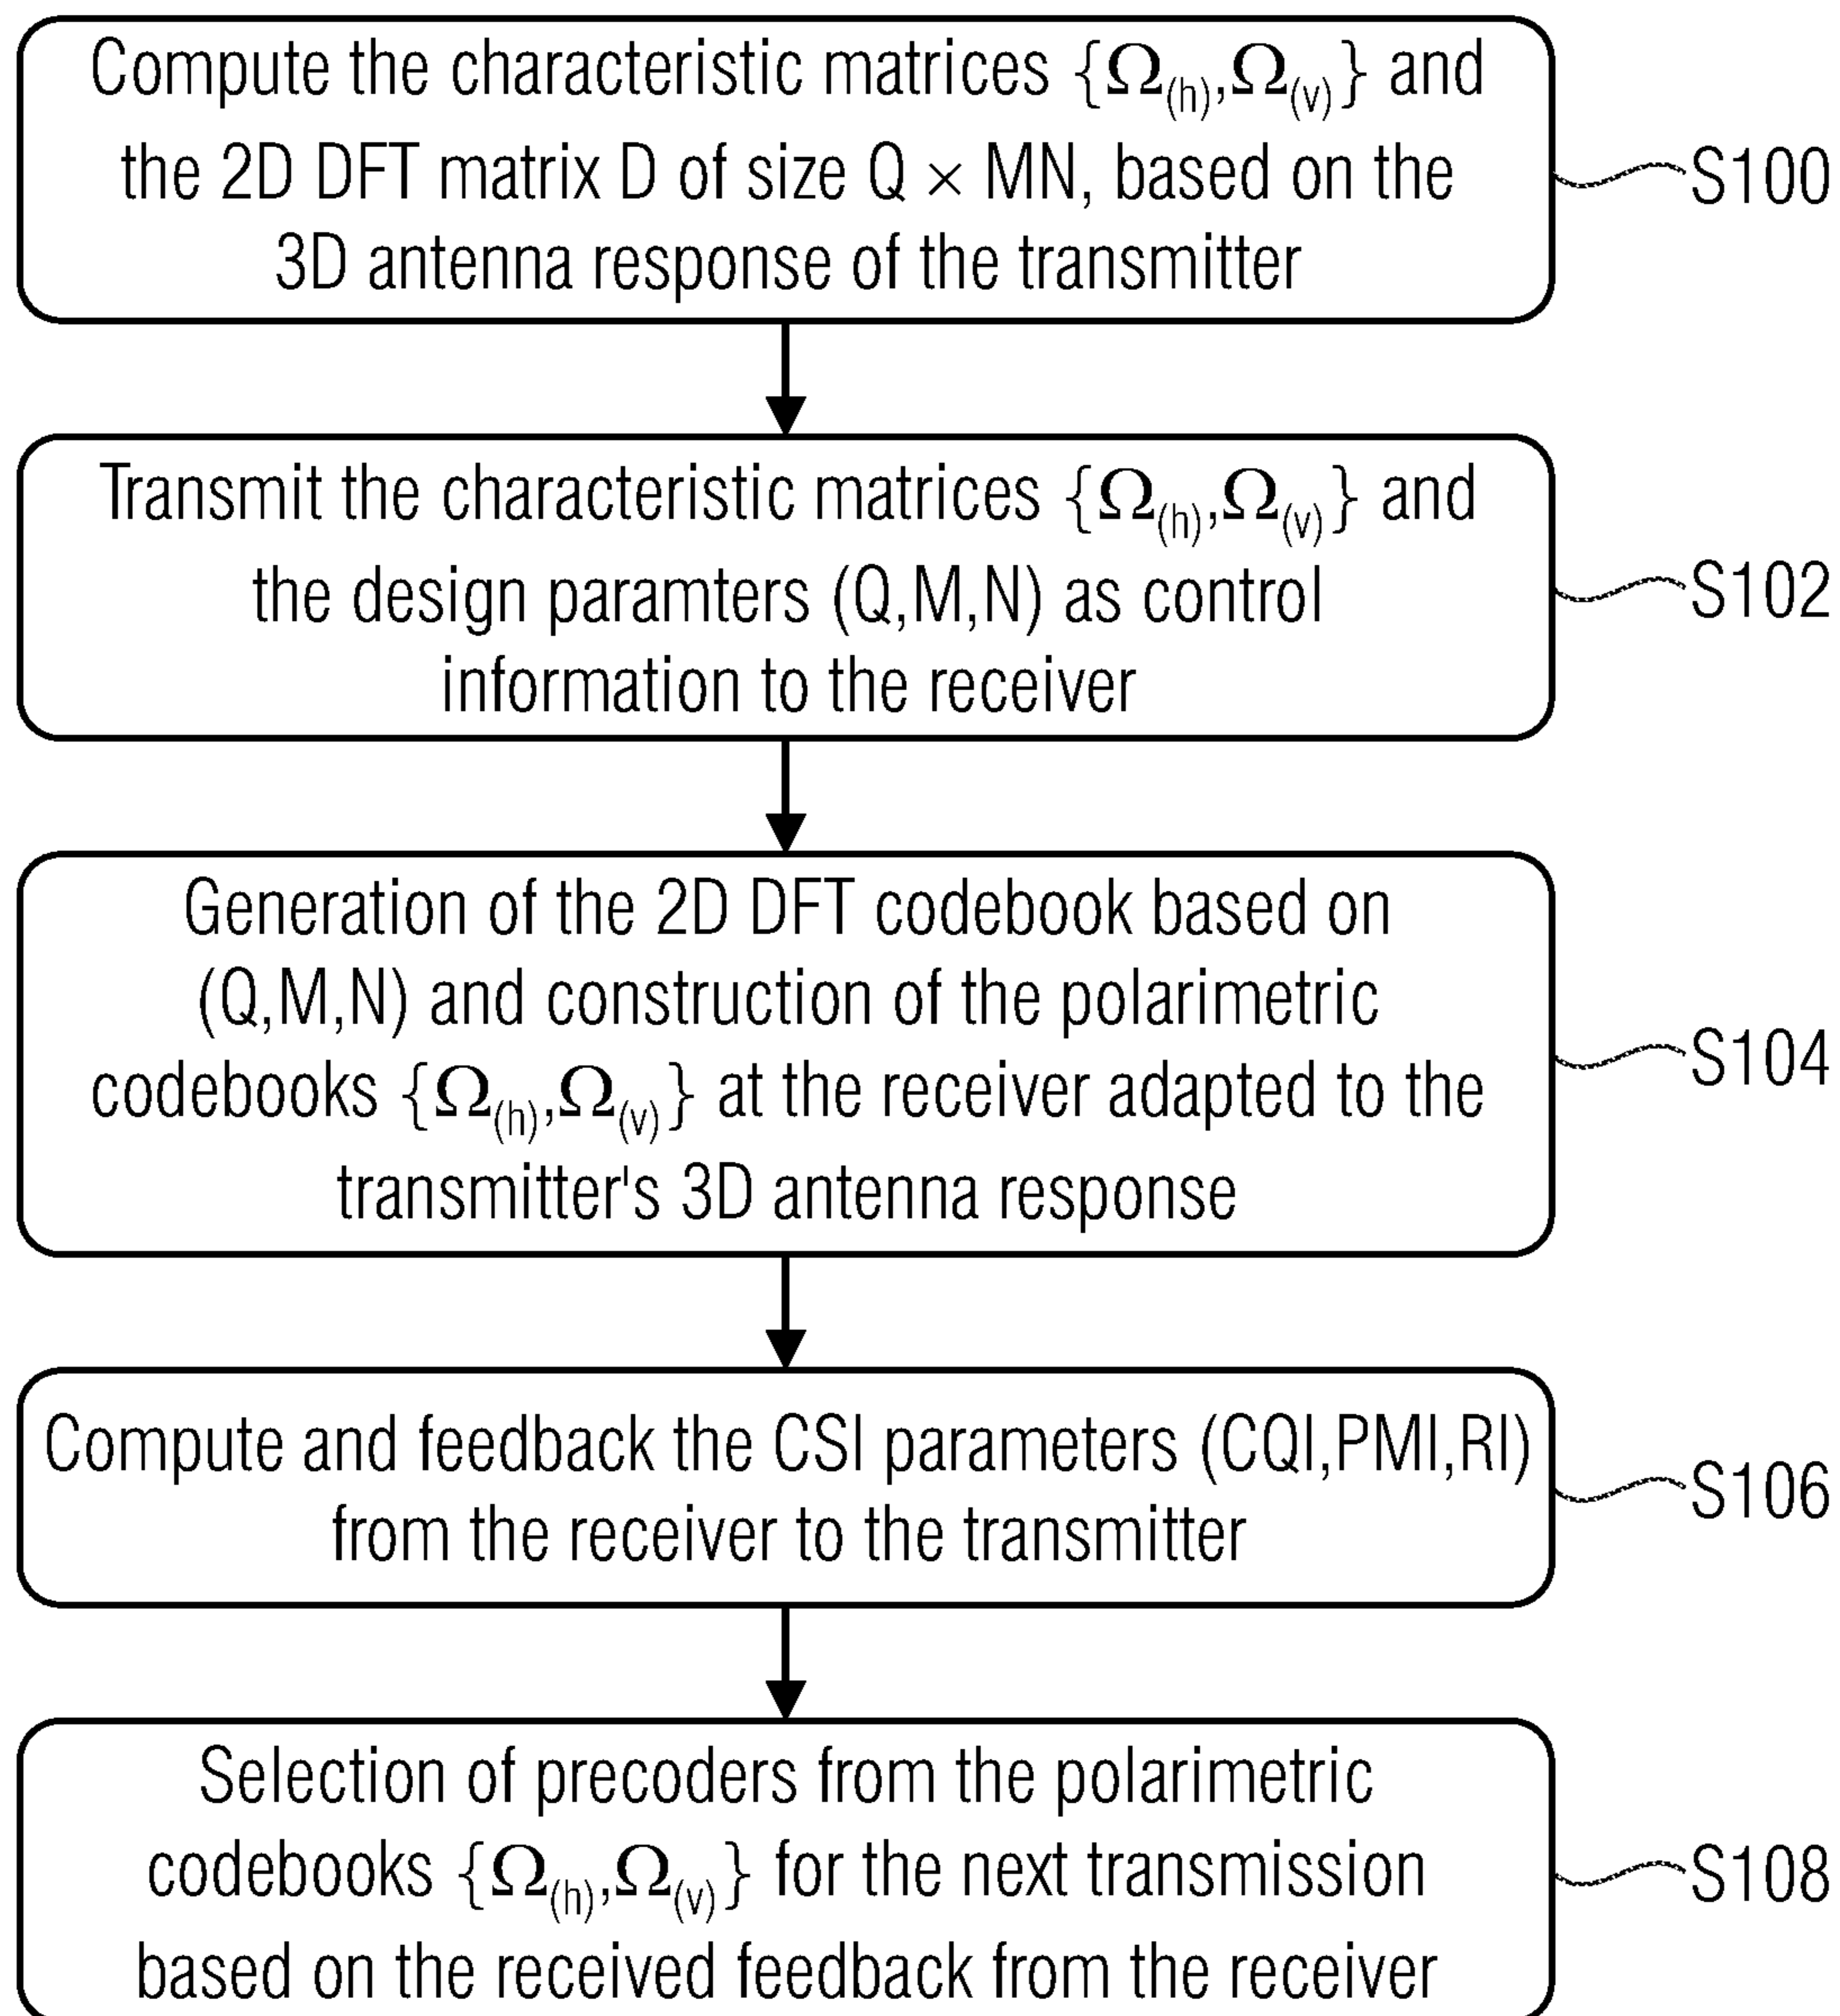 Compute the characteristic matrices {Ω(h),Ω(v)} and
the 2D DFT matrix D of size Q × MN, based on the
3D antenna response of the transmitter
S100
Transmit the characteristic matrices {Ω(h),Ω(v)} and
the design paramters (Q,M,N) as control
information to the receiver
S102
Generation of the 2D DFT codebook based on
(Q,M,N) and construction of the polarimetric
codebooks {Ω(h),Ω(v)} at the receiver adapted to the
transmitter's 3D antenna response
S104
Compute and feedback the CSI parameters (CQI,PMI,RI)
from the receiver to the transmitter
S106
Selection of precoders from the polarimetric
codebooks {Ω(h),Ω(v)} for the next transmission
based on the received feedback from the receiver
S108